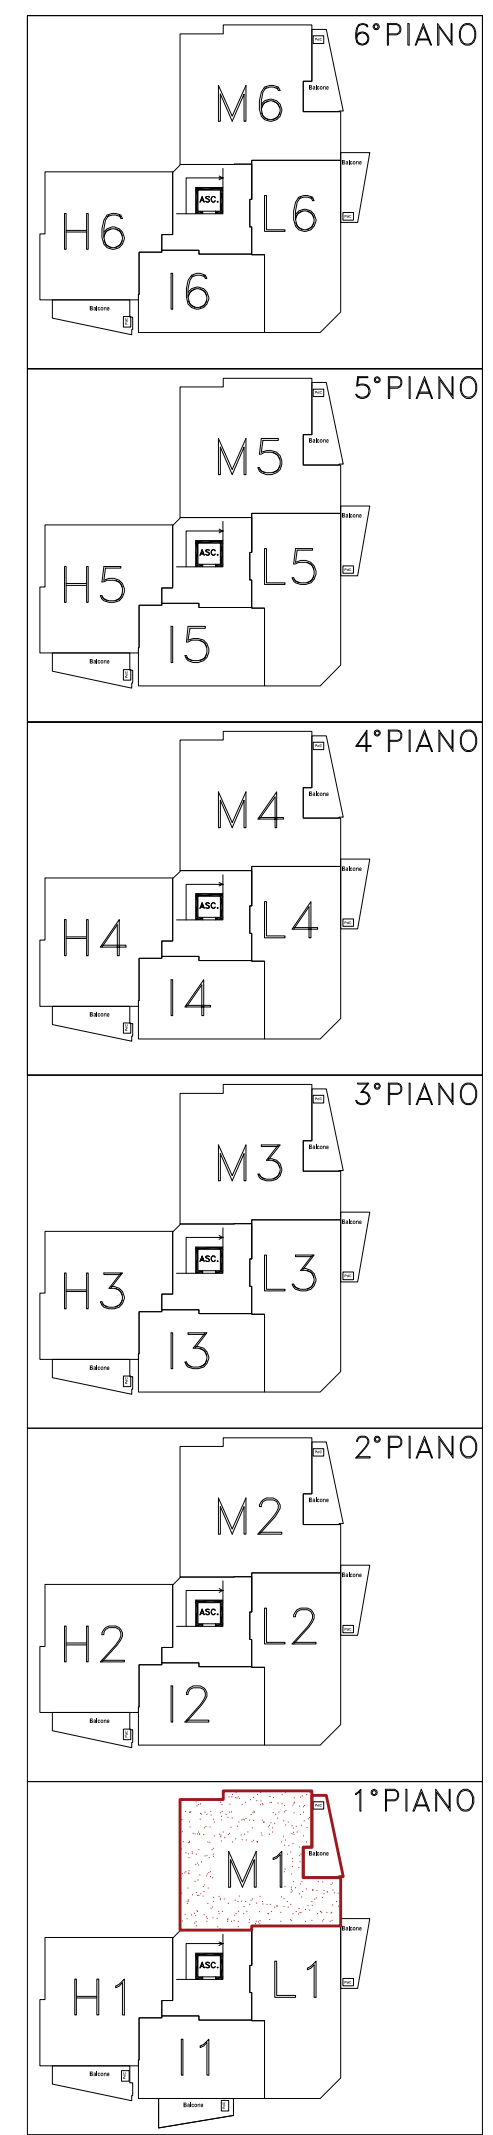 6°PIANO
M6
Balcone
Balcone
ASC.
L6
H6
I6
Balcone
5°PIANO
M5
Balcone
Balcone
ASC.
L5
H5
I5
Balcone
4°PIANO
M4
Balcone
Balcone
ASC.
L4
H4
I4
Balcone
3°PIANO
M3
Balcone
Balcone
ASC.
L3
H3
I3
Balcone
2°PIANO
M2
Balcone
Balcone
ASC.
L2
H2
I2
Balcone
1°PIANO
M1
Balcone
Balcone
ASC.
L1
H1
I1
Balcone
Balcone